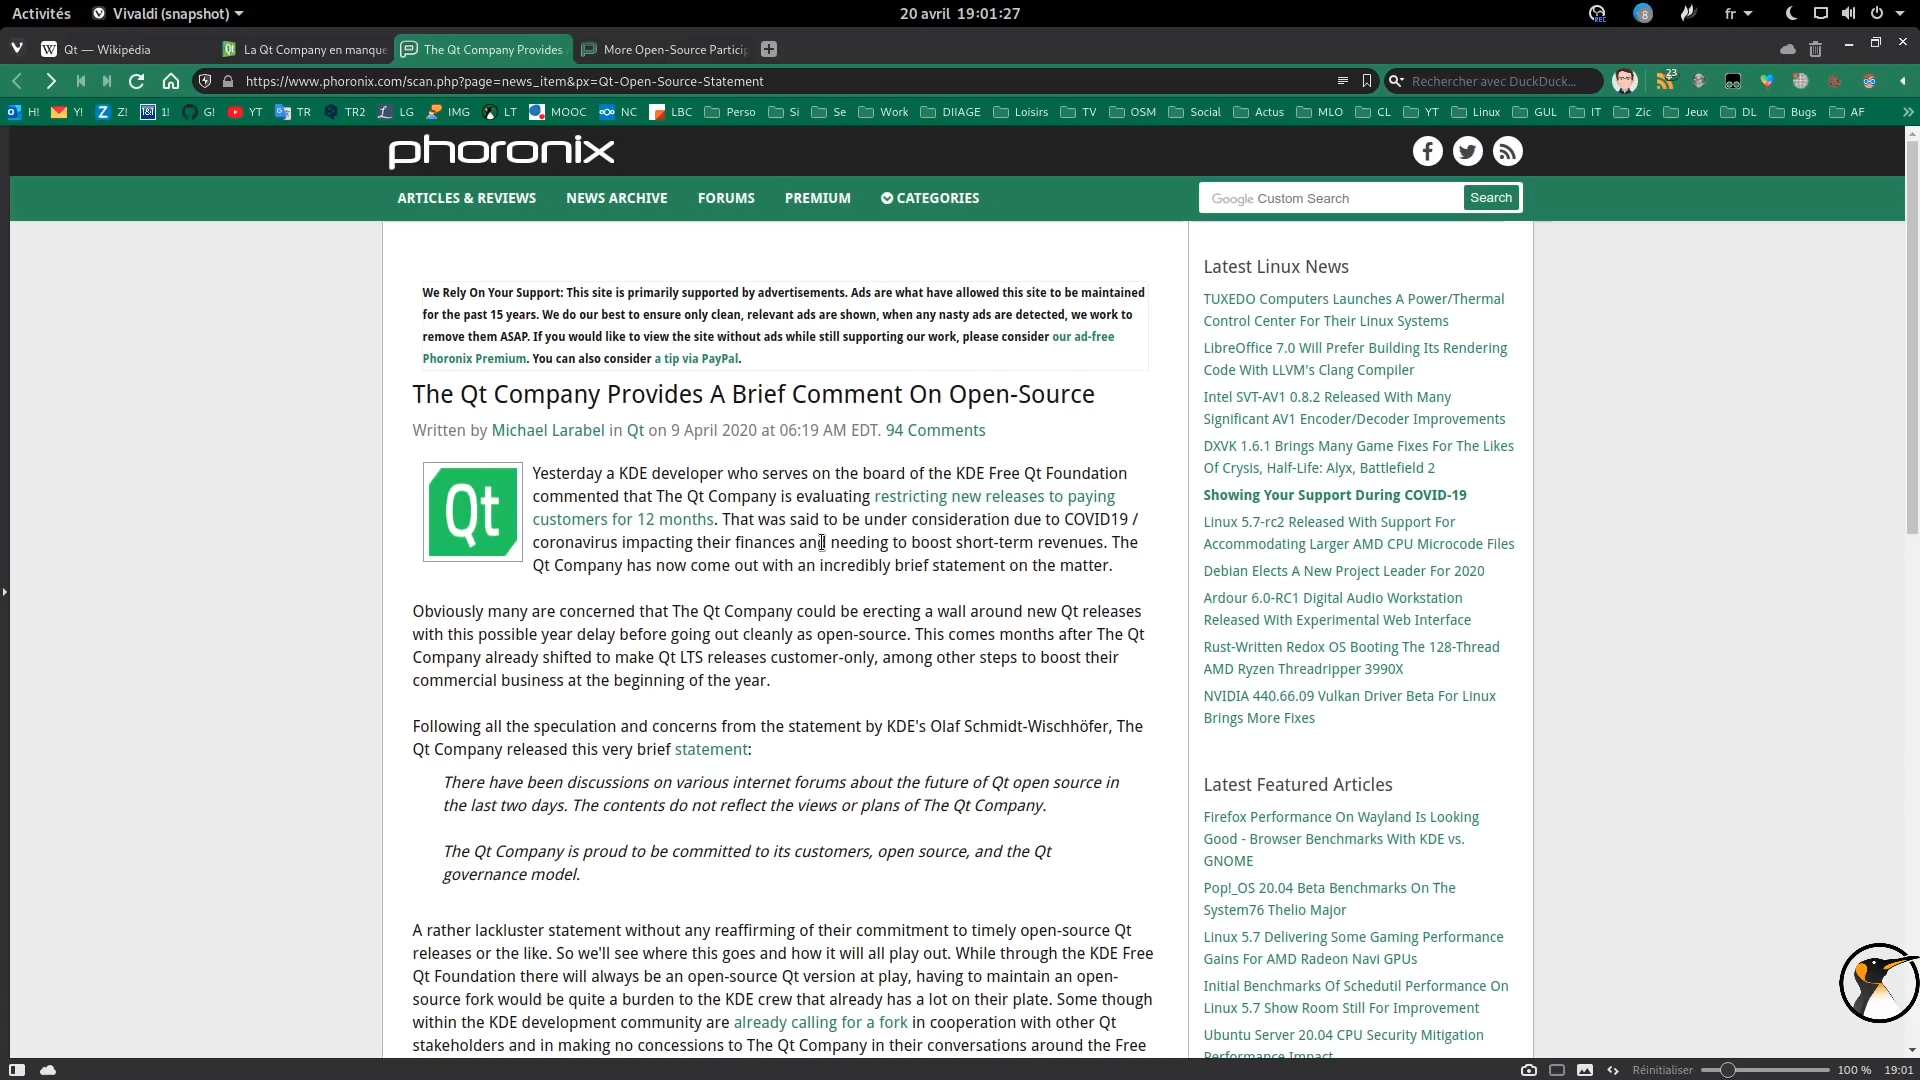 Activités
Vivaldi (snapshot)
20 avril 19:01:27
fr
Qt — Wikipédia
La Qt Company en manque
The Qt Company Provides
More Open-Source Particip
https://www.phoronix.com/scan.php?page=news_item&px=Qt-Open-Source-Statement
Rechercher avec DuckDuck...
23
H! Y! Z! 1! G! YT TR TR2 LG IMG LT MOOC NC LBC Perso Si Se Work DIIAGE Loisirs TV OSM Social Actus MLO CL YT Linux GUL IT Zic Jeux DL Bugs AF
phoronix
ARTICLES & REVIEWS NEWS ARCHIVE FORUMS PREMIUM CATEGORIES
Google Custom Search
Search
We Rely On Your Support: This site is primarily supported by advertisements. Ads are what have allowed this site to be maintained
for the past 15 years. We do our best to ensure only clean, relevant ads are shown, when any nasty ads are detected, we work to
remove them ASAP. If you would like to view the site without ads while still supporting our work, please consider our ad-free
Phoronix Premium. You can also consider a tip via PayPal.
The Qt Company Provides A Brief Comment On Open-Source
Written by Michael Larabel in Qt on 9 April 2020 at 06:19 AM EDT. 94 Comments
Qt
Yesterday a KDE developer who serves on the board of the KDE Free Qt Foundation
commented that The Qt Company is evaluating restricting new releases to paying
customers for 12 months. That was said to be under consideration due to COVID19 /
coronavirus impacting their finances and needing to boost short-term revenues. The
Qt Company has now come out with an incredibly brief statement on the matter.
Obviously many are concerned that The Qt Company could be erecting a wall around new Qt releases
with this possible year delay before going out cleanly as open-source. This comes months after The Qt
Company already shifted to make Qt LTS releases customer-only, among other steps to boost their
commercial business at the beginning of the year.
Following all the speculation and concerns from the statement by KDE's Olaf Schmidt-Wischhöfer, The
Qt Company released this very brief statement:
There have been discussions on various internet forums about the future of Qt open source in
the last two days. The contents do not reflect the views or plans of The Qt Company.
The Qt Company is proud to be committed to its customers, open source, and the Qt
governance model.
A rather lackluster statement without any reaffirming of their commitment to timely open-source Qt
releases or the like. So we'll see where this goes and how it will all play out. While through the KDE Free
Qt Foundation there will always be an open-source Qt version at play, having to maintain an open-
source fork would be quite a burden to the KDE crew that already has a lot on their plate. Some though
within the KDE development community are already calling for a fork in cooperation with other Qt
stakeholders and in making no concessions to The Qt Company in their conversations around the Free
Latest Linux News
TUXEDO Computers Launches A Power/Thermal
Control Center For Their Linux Systems
LibreOffice 7.0 Will Prefer Building Its Rendering
Code With LLVM's Clang Compiler
Intel SVT-AV1 0.8.2 Released With Many
Significant AV1 Encoder/Decoder Improvements
DXVK 1.6.1 Brings Many Game Fixes For The Likes
Of Crysis, Half-Life: Alyx, Battlefield 2
Showing Your Support During COVID-19
Linux 5.7-rc2 Released With Support For
Accommodating Larger AMD CPU Microcode Files
Debian Elects A New Project Leader For 2020
Ardour 6.0-RC1 Digital Audio Workstation
Released With Experimental Web Interface
Rust-Written Redox OS Booting The 128-Thread
AMD Ryzen Threadripper 3990X
NVIDIA 440.66.09 Vulkan Driver Beta For Linux
Brings More Fixes
Latest Featured Articles
Firefox Performance On Wayland Is Looking
Good - Browser Benchmarks With KDE vs.
GNOME
Pop!_OS 20.04 Beta Benchmarks On The
System76 Thelio Major
Linux 5.7 Delivering Some Gaming Performance
Gains For AMD Radeon Navi GPUs
Initial Benchmarks Of Schedutil Performance On
Linux 5.7 Show Room Still For Improvement
Ubuntu Server 20.04 CPU Security Mitigation
Performance Impact
Réinitialiser
100 %
19:01